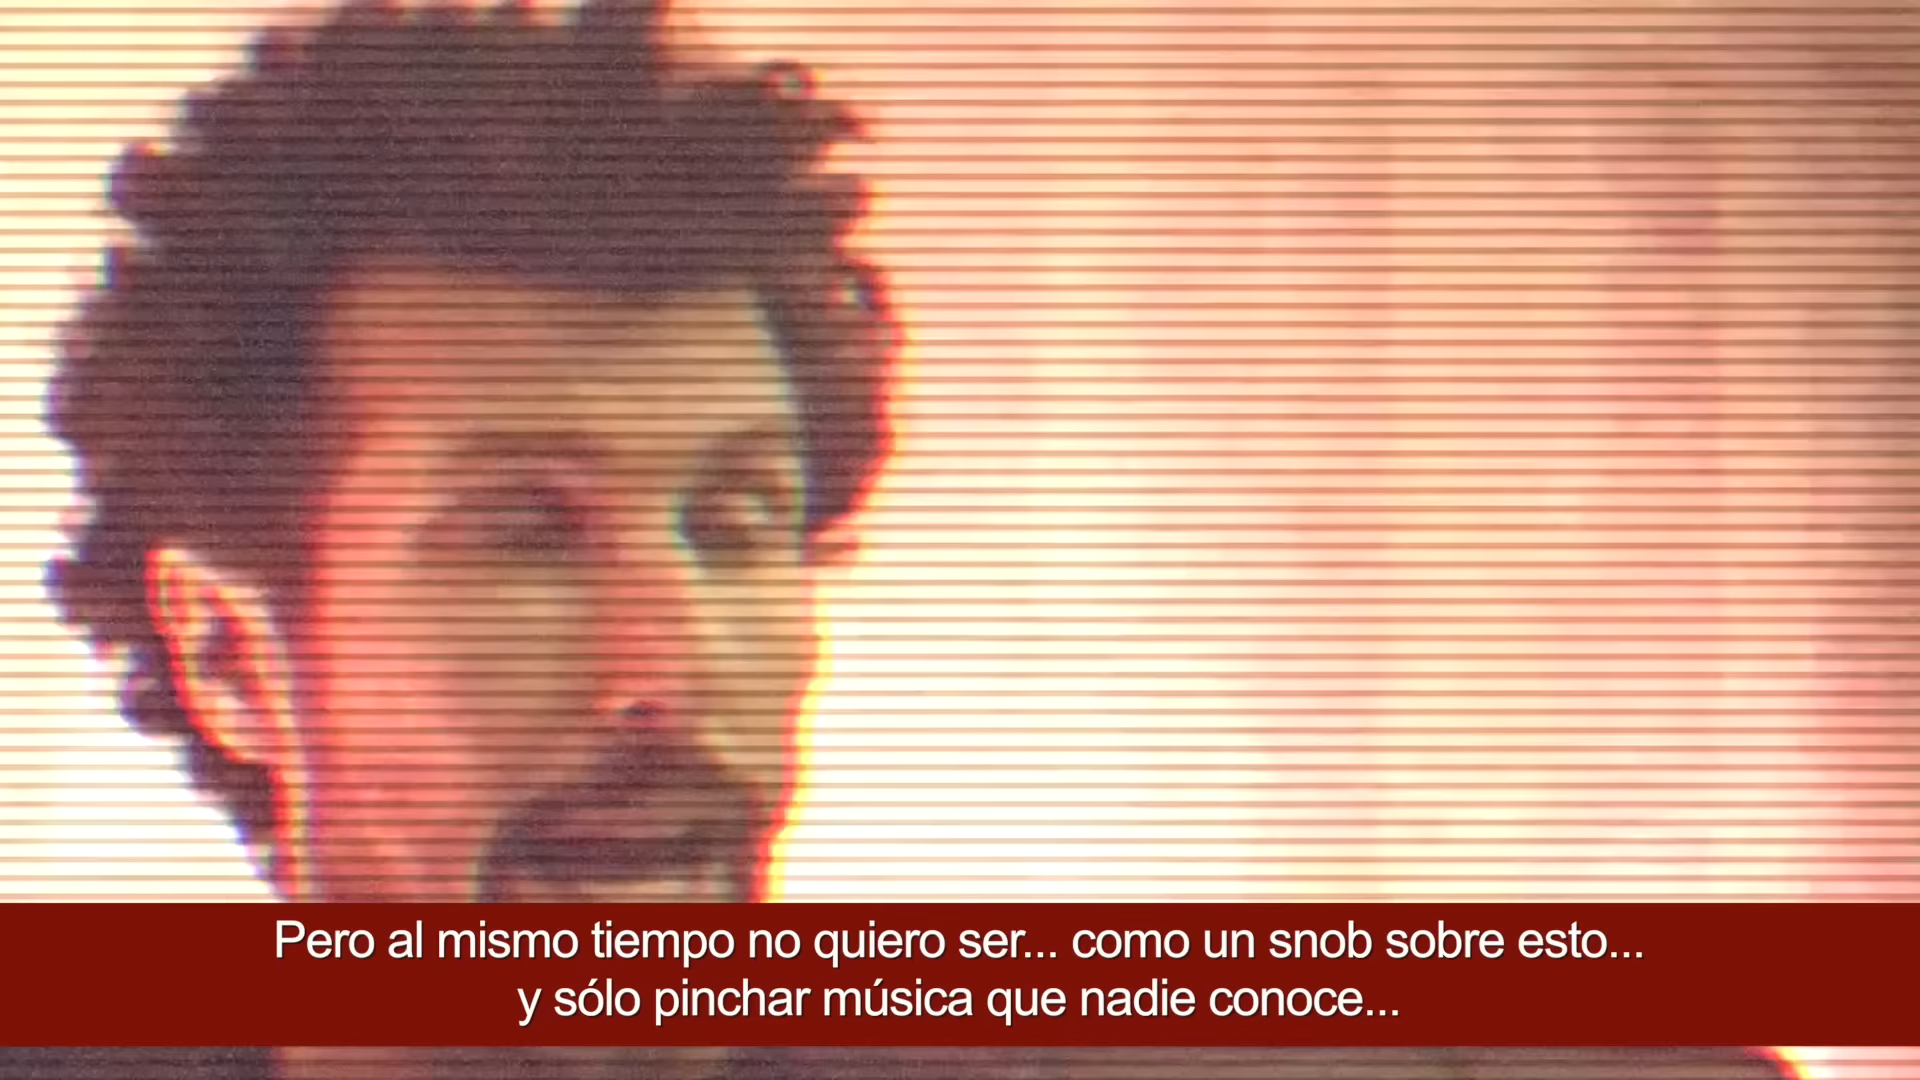 Pero al mismo tiempo no quiero ser... como un snob sobre esto...
y sólo pinchar música que nadie conoce...